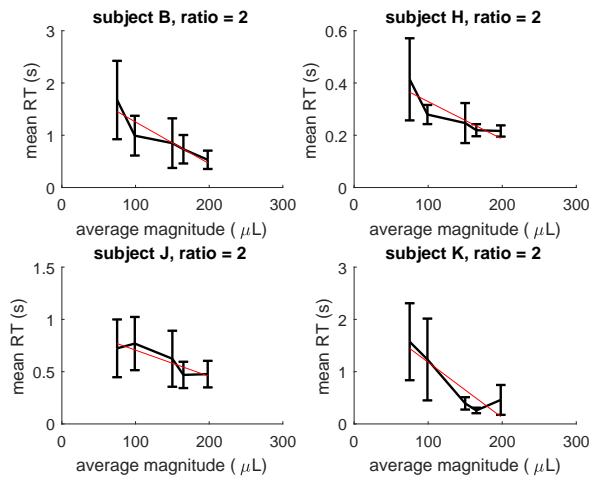 subject B, ratio = 2
3
2
1
0
mean RT (s)
0 100 200 300
average magnitude ( μL)
subject H, ratio = 2
0.6
0.4
0.2
0
mean RT (s)
0 100 200 300
average magnitude ( μL)
subject J, ratio = 2
1.5
1
0.5
0
mean RT (s)
0 100 200 300
average magnitude ( μL)
subject K, ratio = 2
3
2
1
0
mean RT (s)
0 100 200 300
average magnitude ( μL)